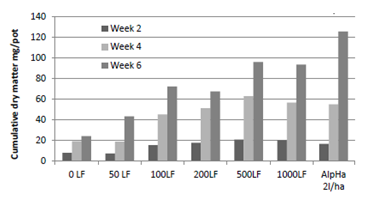 Cumulative dry matter mg/pot
140
120
100
80
60
40
20
0
Week 2
Week 4
Week 6
0 LF 50 LF 100LF 200LF 500LF 1000LF AlpHa
2l/ha